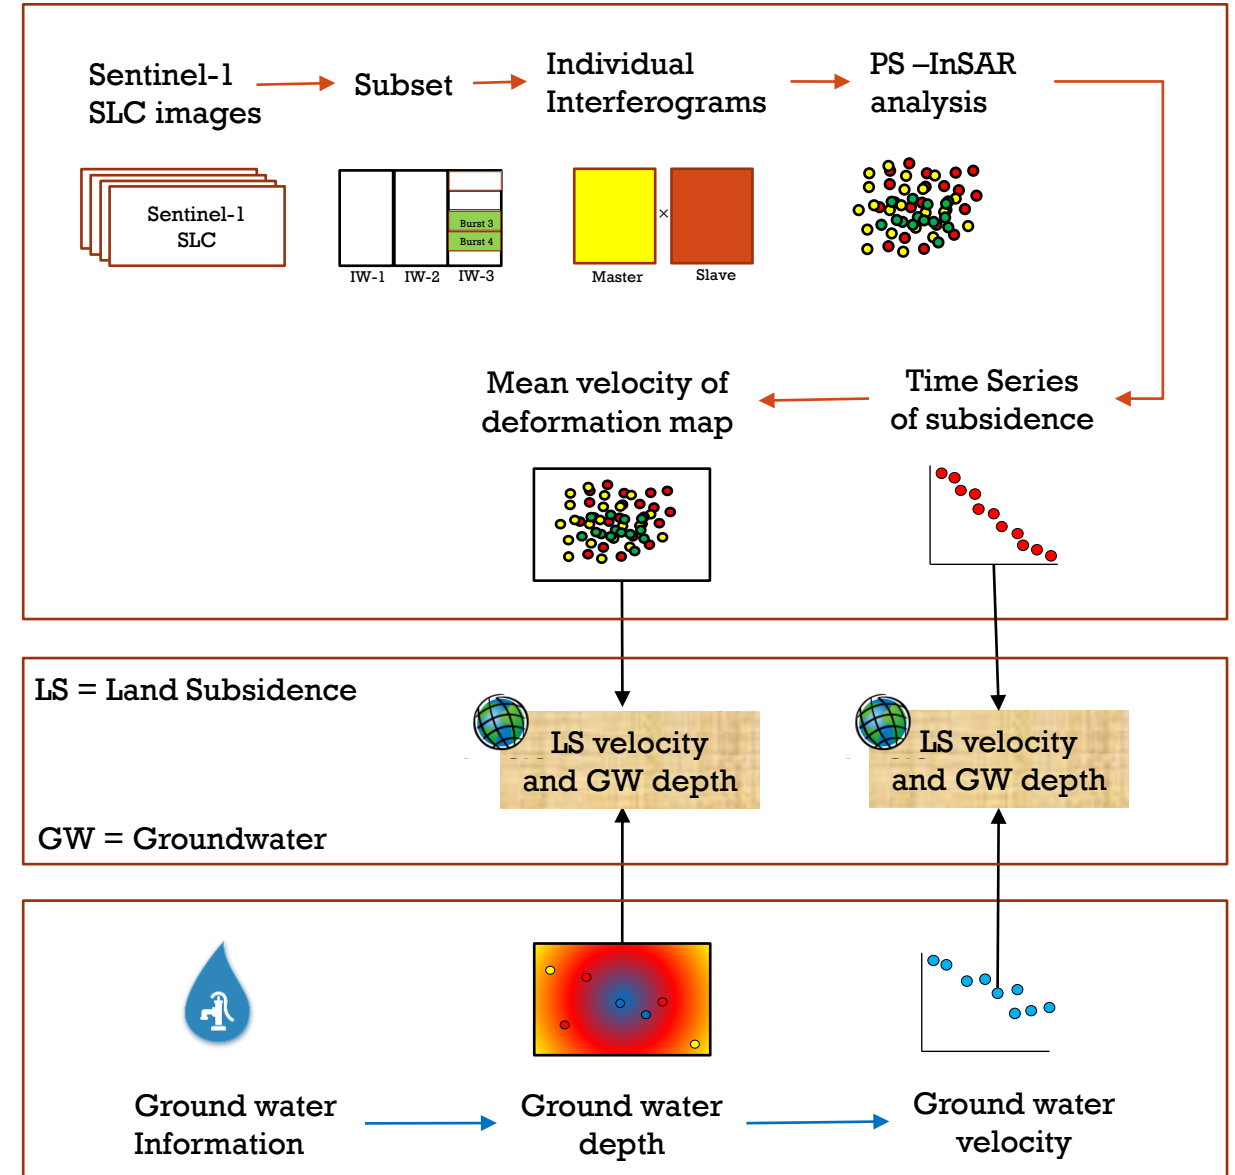 Sentinel-1
SLC images
Subset
Individual
Interferograms
PS –InSAR
analysis
Sentinel-1
SLC
Burst 3
Burst 4
IW-1
IW-2
IW-3
×
Master
Slave
Mean velocity of
deformation map
Time Series
of subsidence
LS = Land Subsidence
GW = Groundwater
LS velocity
and GW depth
LS velocity
and GW depth
Ground water
Information
Ground water
depth
Ground water
velocity